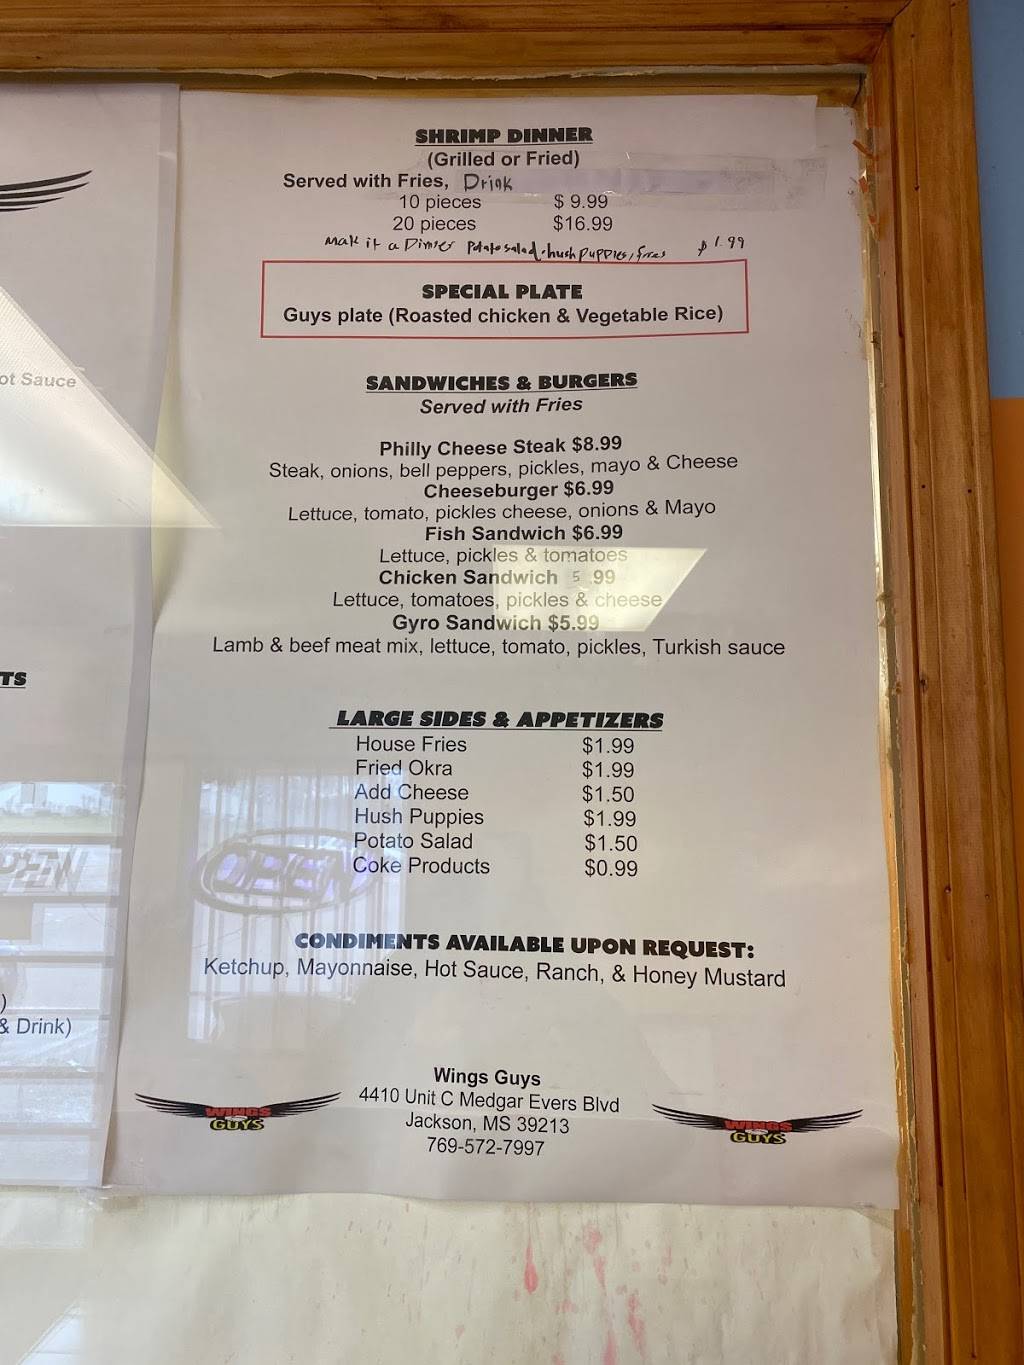 SHRIMP DINNER
(Grilled or Fried)
Served with Fries, Drink
10 pieces $ 9.99
20 pieces $16.99
Make it a Dinner Potato salad, hush puppies, fries $ 1.99
SPECIAL PLATE
Guys plate (Roasted chicken & Vegetable Rice)
SANDWICHES & BURGERS
Served with Fries
Philly Cheese Steak $8.99
Steak, onions, bell peppers, pickles, mayo & Cheese
Cheeseburger $6.99
Lettuce, tomato, pickles cheese, onions & Mayo
Fish Sandwich $6.99
Lettuce, pickles & tomatoes
Chicken Sandwich 5.99
Lettuce, tomatoes, pickles & cheese
Gyro Sandwich $5.99
Lamb & beef meat mix, lettuce, tomato, pickles, Turkish sauce
LARGE SIDES & APPETIZERS
House Fries $1.99
Fried Okra $1.99
Add Cheese $1.50
Hush Puppies $1.99
Potato Salad $1.50
Coke Products $0.99
CONDIMENTS AVAILABLE UPON REQUEST:
Ketchup, Mayonnaise, Hot Sauce, Ranch, & Honey Mustard
Wings Guys
4410 Unit C Medgar Evers Blvd
Jackson, MS 39213
769-572-7997
WINGS
GUYS
WINGS
GUYS
ot Sauce
TS
)
& Drink)
OPEN